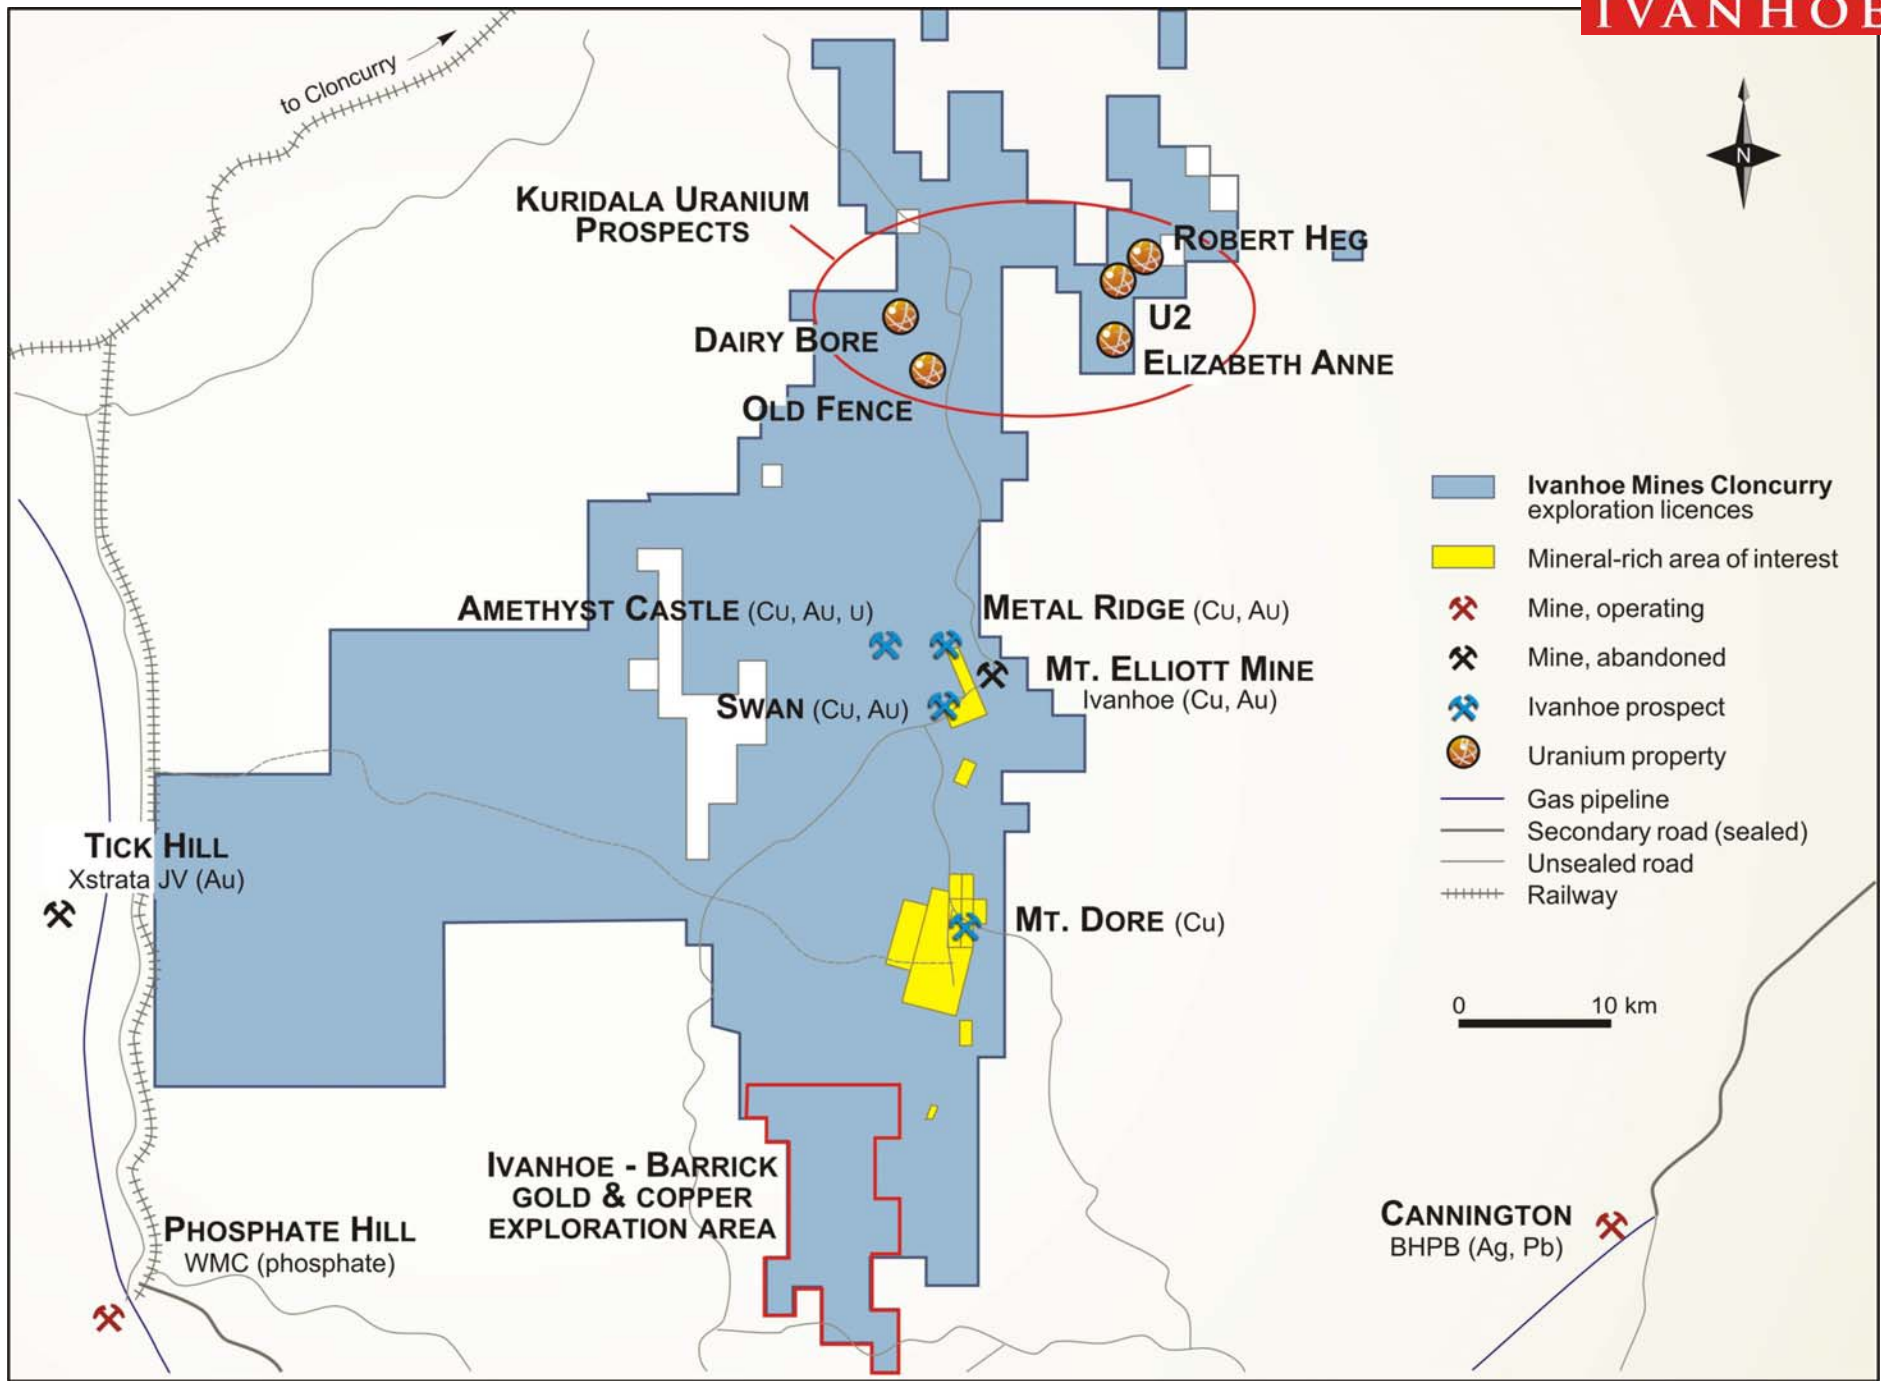 IVANHOE
to Cloncurry
N
KURIDALA URANIUM
PROSPECTS
ROBERT HEG
U2
DAIRY BORE
ELIZABETH ANNE
OLD FENCE
AMETHYST CASTLE (CU, AU, U)
METAL RIDGE (CU, AU)
MT. ELLIOTT MINE
Ivanhoe (Cu, Au)
SWAN (CU, AU)
TICK HILL
Xstrata JV (Au)
MT. DORE (Cu)
IVANHOE - BARRICK
GOLD & COPPER
EXPLORATION AREA
PHOSPHATE HILL
WMC (phosphate)
CANNINGTON
BHPB (Ag, Pb)
Ivanhoe Mines Cloncurry
exploration licences
Mineral-rich area of interest
Mine, operating
Mine, abandoned
Ivanhoe prospect
Uranium property
Gas pipeline
Secondary road (sealed)
Unsealed road
Railway
0 10 km